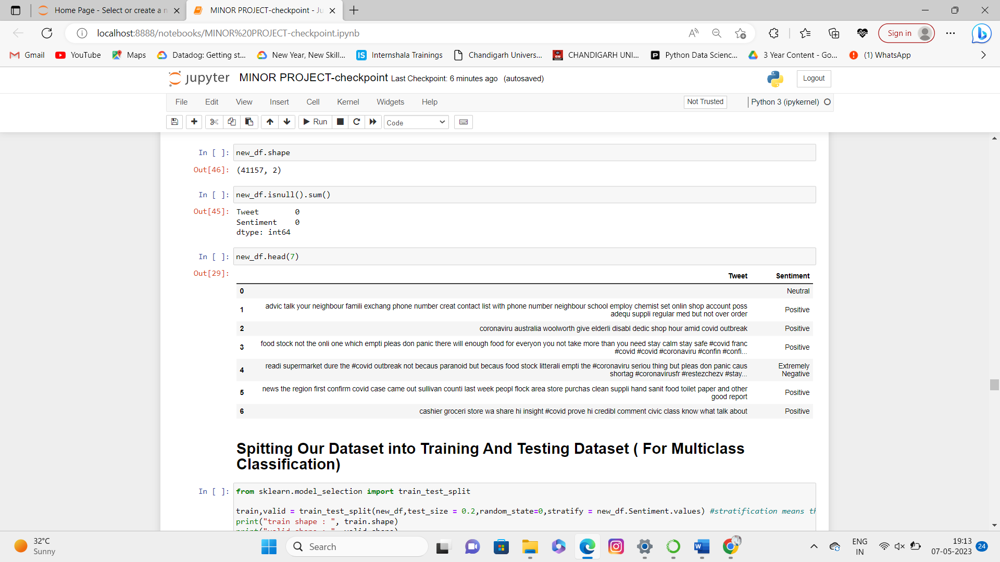 Home Page - Select or create a n
MINOR PROJECT-checkpoint - Ju
localhost:8888/notebooks/MINOR%20PROJECT-checkpoint.ipynb
Sign in
Gmail
YouTube
Maps
Datadog: Getting st...
New Year, New Skill...
IS Internshala Trainings
Chandigarh Univers...
CHANDIGARH UNI...
Python Data Scienc...
3 Year Content - Go...
(1) WhatsApp
jupyter MINOR PROJECT-checkpoint Last Checkpoint: 6 minutes ago (autosaved)
Logout
File Edit View Insert Cell Kernel Widgets Help
Not Trusted
Python 3 (ipykernel)
Run
Code
In [ ]: new_df.shape
Out[46]: (41157, 2)
In [ ]: new_df.isnull().sum()
Out[45]: Tweet 0
Sentiment 0
dtype: int64
In [ ]: new_df.head(7)
Out[29]:
Tweet Sentiment
0 Neutral
1 advic talk your neighbour famili exchang phone number creat contact list with phone number neighbour school employ chemist set onlin shop account poss
adequ suppli regular med but not over order Positive
2 coronaviru australia woolworth give elderli disabl dedic shop hour amid covid outbreak Positive
3 food stock not the onli one which empti pleas don panic there will enough food for everyon you not take more than you need stay calm stay safe #covid franc
#covid #covid #coronaviru #confin #confi... Positive
4 readi supermarket dure the #covid outbreak not becaus paranoid but becaus food stock litterali empti the #coronaviru seriou thing but pleas don panic caus
shortag #coronavirusfr #restezchezv #stay... Extremely
Negative
5 news the region first confirm covid case came out sullivan counti last week peopl flock area store purchas clean suppli hand sanit food toilet paper and other
good report Positive
6 cashier groceri store wa share hi insight #covid prove hi credibl comment civic class know what talk about Positive
Spitting Our Dataset into Training And Testing Dataset ( For Multiclass
Classification)
In [ ]: from sklearn.model_selection import train_test_split
train,valid = train_test_split(new_df,test_size = 0.2,random_state=0,stratify = new_df.Sentiment.values) #stratification means th
print("train shape : ", train.shape)
print("valid shape : ", valid.shape)
32°C
Sunny
Search
ENG
IN
19:13
07-05-2023
24